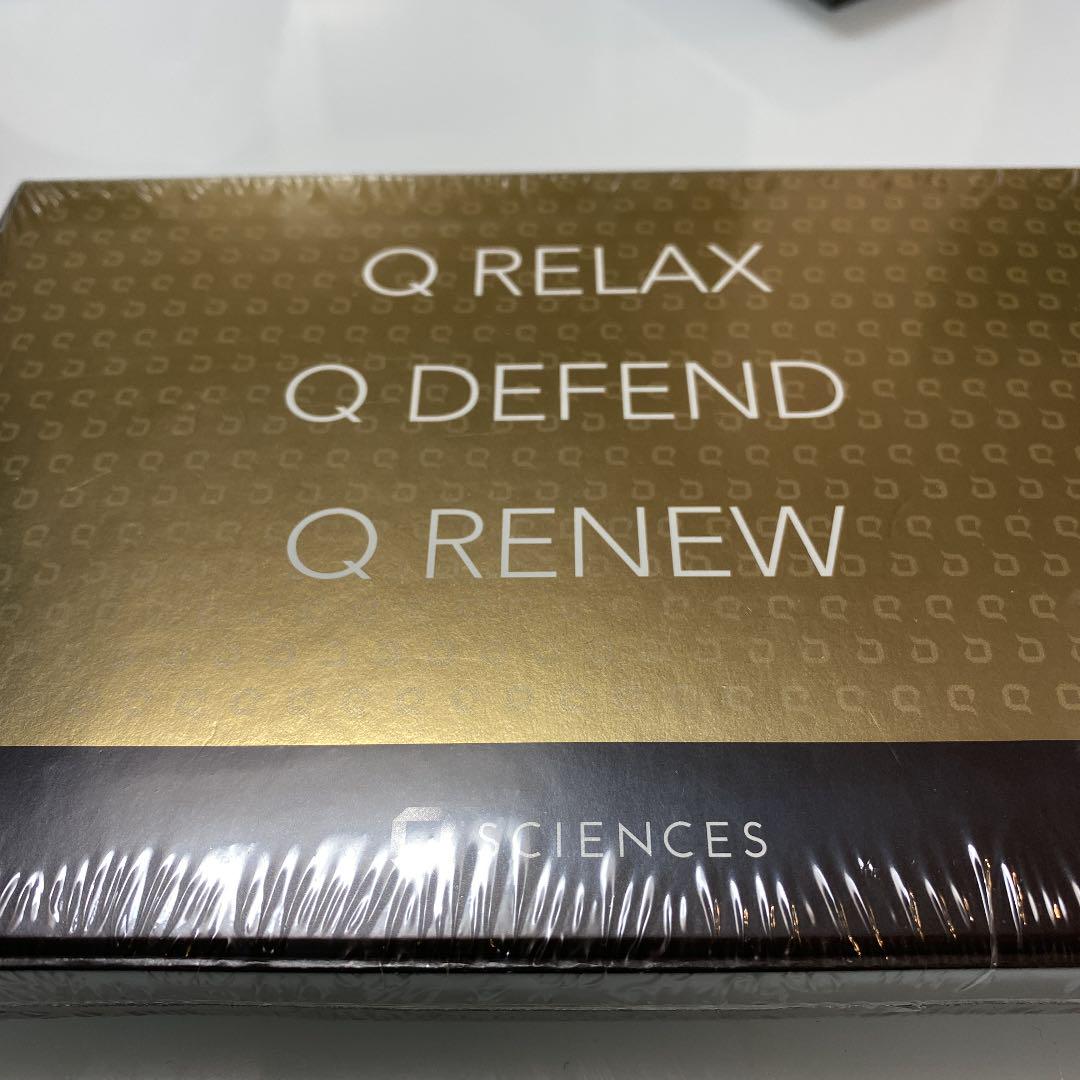 Q RELAX
Q DEFEND
Q RENEW
Q SCIENCES